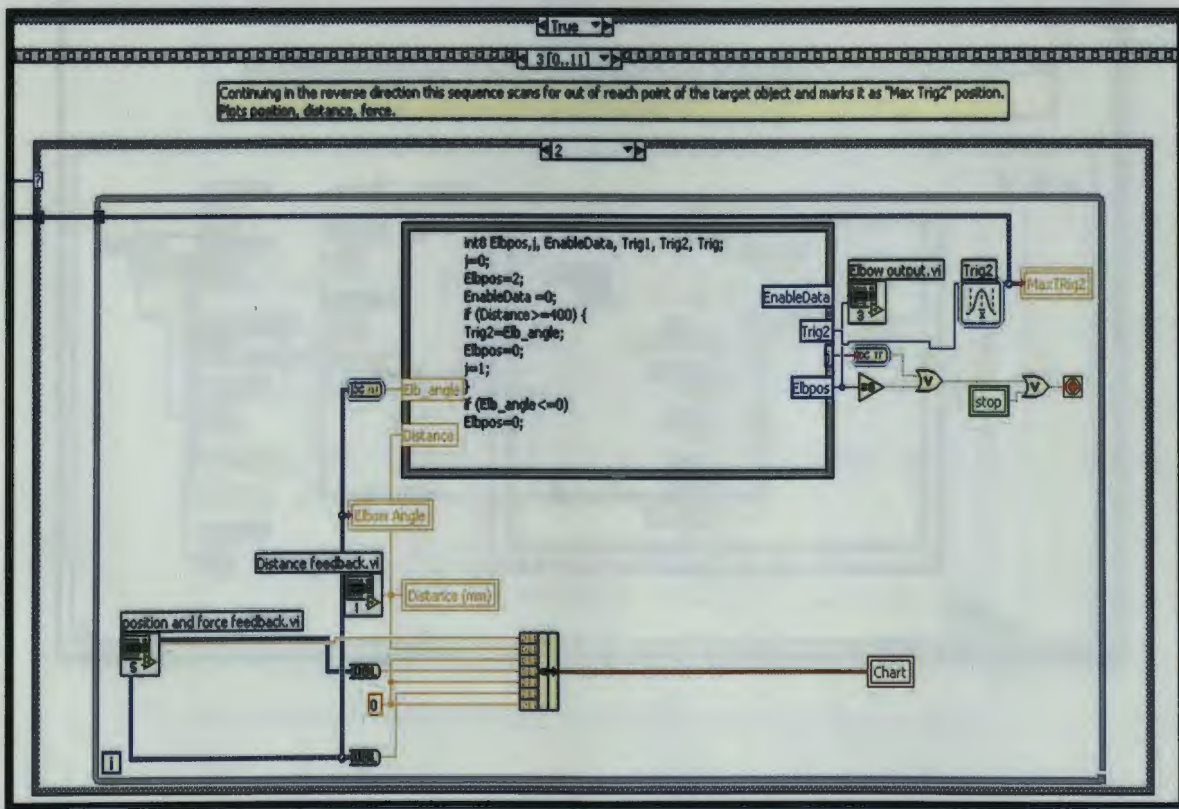 True
3 [0..11]
Continuing in the reverse direction this sequence scans for out of reach point of the target object and marks it as "Max Trig2" position.
Plots position, distance, force.
2
?
int8 Elbpos,j, EnableData, Trig1, Trig2, Trig;
j=0;
Elbpos=2;
EnableData =0;
if (Distance>=400) {
Trig2=Elb_angle;
Elbpos=0;
j=1;
}
if (Elb_angle<=0)
Elbpos=0;
Elb_angle
Distance
EnableData
Trig2
j
Elbpos
Elbow output.vi
3
Trig2
MaxTRig2
stop
Elbow Angle
Distance feedback.vi
1
Distance (mm)
position and force feedback.vi
5
0
Chart
i